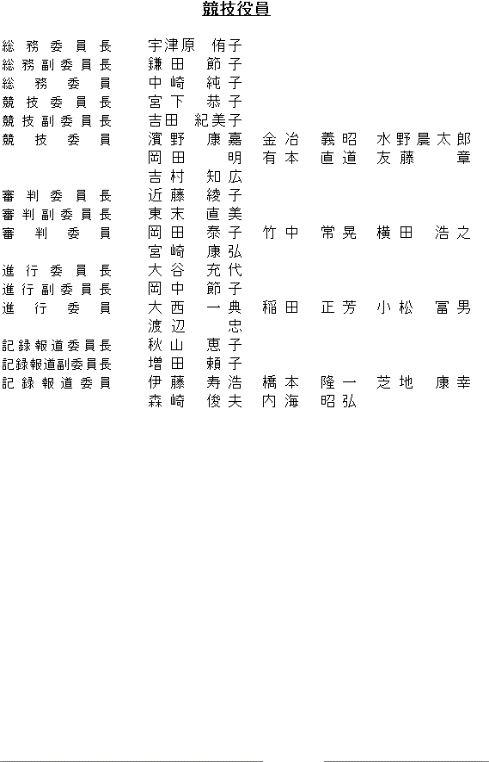 競技役員
総務委員長 宇津原 侑子
総務副委員長 鎌田 節子
総務委員 中崎 純子
競技委員長 宮下 恭子
競技副委員長 吉田 紀美子
競技委員 濱野 康嘉 金冶 義昭 水野晨太郎
岡田 明 有本 直道 友藤 章
吉村 知広
審判委員長 近藤 綾子
審判副委員長 東末 直美
審判委員 岡田 泰子 竹中 常晃 横田 浩之
宮崎 康弘
進行委員長 大谷 充代
進行副委員長 岡中 節子
進行委員 大西 一典 稲田 正芳 小松 冨男
渡辺 忠
記録報道委員長 秋山 恵子
記録報道副委員長 増田 頼子
記録報道委員 伊藤 寿浩 橋本 隆一 芝地 康幸
森崎 俊夫 内海 昭弘